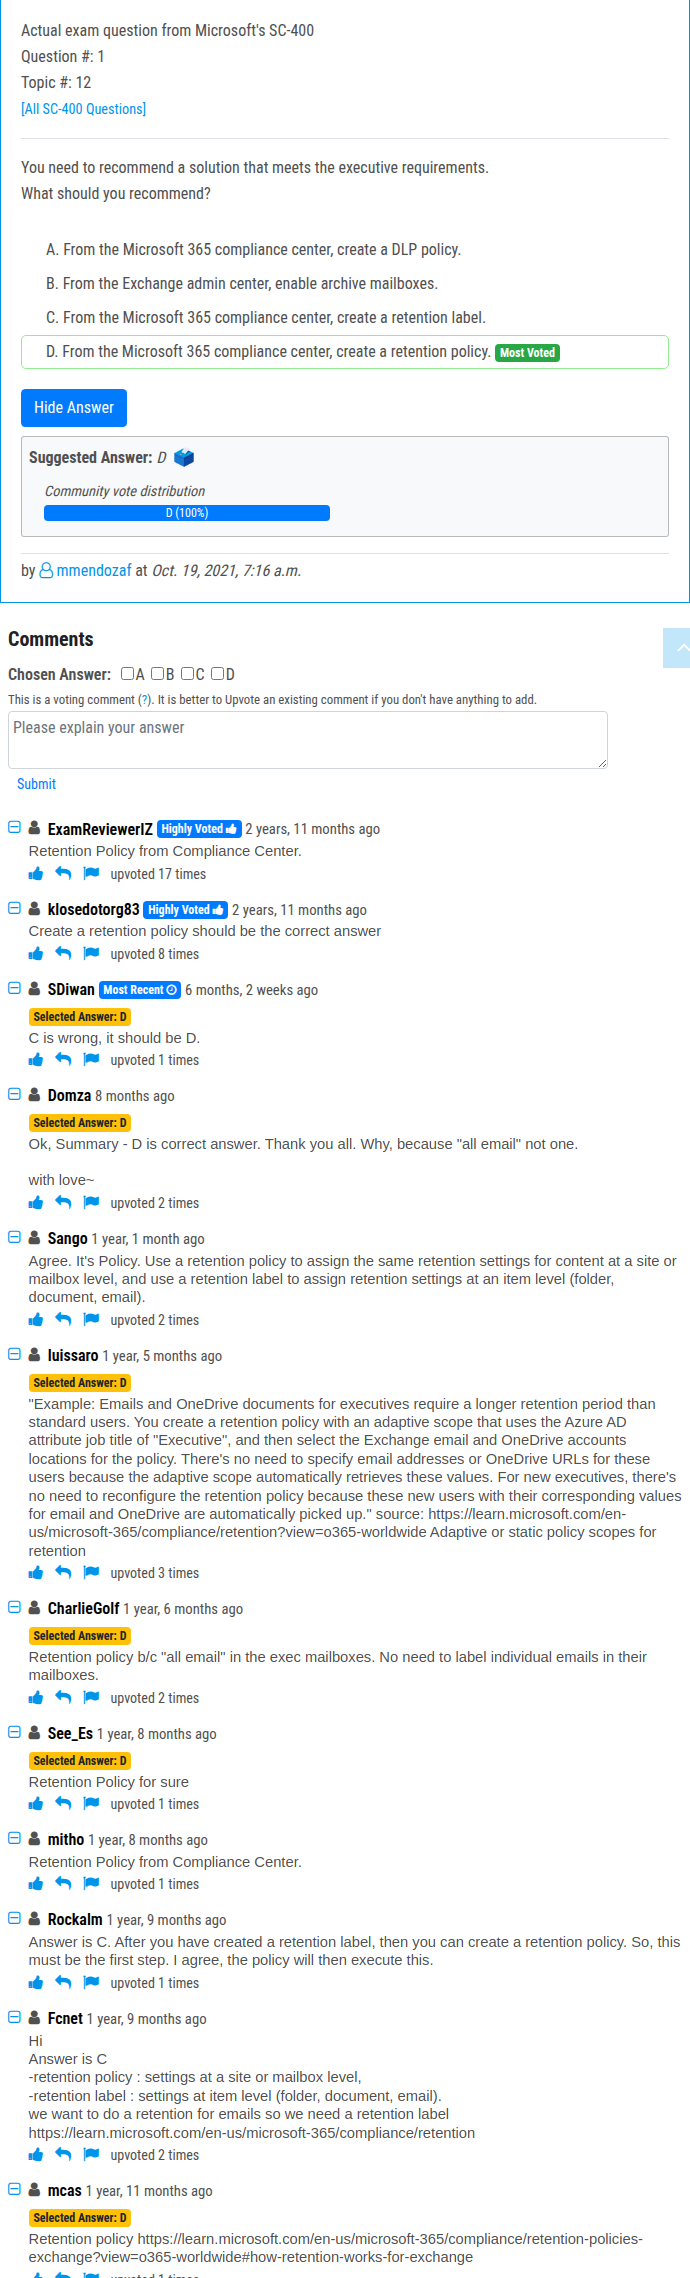 Actual exam question from Microsoft's SC-400
Question #: 1
Topic #: 12
[All SC-400 Questions]
You need to recommend a solution that meets the executive requirements.
What should you recommend?
A. From the Microsoft 365 compliance center, create a DLP policy.
B. From the Exchange admin center, enable archive mailboxes.
C. From the Microsoft 365 compliance center, create a retention label.
D. From the Microsoft 365 compliance center, create a retention policy. Most Voted
Hide Answer
Suggested Answer: D
Community vote distribution
D (100%)
by mmendozaf at Oct. 19, 2021, 7:16 a.m.
Comments
Chosen Answer: A B C D
This is a voting comment (?). It is better to Upvote an existing comment if you don't have anything to add.
Please explain your answer
Submit
ExamReviewerIZ Highly Voted 2 years, 11 months ago
Retention Policy from Compliance Center.
upvoted 17 times
klosedotorg83 Highly Voted 2 years, 11 months ago
Create a retention policy should be the correct answer
upvoted 8 times
SDiwan Most Recent 6 months, 2 weeks ago
Selected Answer: D
C is wrong, it should be D.
upvoted 1 times
Domza 8 months ago
Selected Answer: D
Ok, Summary - D is correct answer. Thank you all. Why, because "all email" not one.
with love~
upvoted 2 times
Sango 1 year, 1 month ago
Agree. It's Policy. Use a retention policy to assign the same retention settings for content at a site or
mailbox level, and use a retention label to assign retention settings at an item level (folder,
document, email).
upvoted 2 times
luissaro 1 year, 5 months ago
Selected Answer: D
"Example: Emails and OneDrive documents for executives require a longer retention period than
standard users. You create a retention policy with an adaptive scope that uses the Azure AD
attribute job title of "Executive", and then select the Exchange email and OneDrive accounts
locations for the policy. There's no need to specify email addresses or OneDrive URLs for these
users because the adaptive scope automatically retrieves these values. For new executives, there's
no need to reconfigure the retention policy because these new users with their corresponding values
for email and OneDrive are automatically picked up." source: https://learn.microsoft.com/en-
us/microsoft-365/compliance/retention?view=o365-worldwide Adaptive or static policy scopes for
retention
upvoted 3 times
CharlieGolf 1 year, 6 months ago
Selected Answer: D
Retention policy b/c "all email" in the exec mailboxes. No need to label individual emails in their
mailboxes.
upvoted 2 times
See_Es 1 year, 8 months ago
Selected Answer: D
Retention Policy for sure
upvoted 1 times
mitho 1 year, 8 months ago
Retention Policy from Compliance Center.
upvoted 1 times
Rockalm 1 year, 9 months ago
Answer is C. After you have created a retention label, then you can create a retention policy. So, this
must be the first step. I agree, the policy will then execute this.
upvoted 1 times
Fcnet 1 year, 9 months ago
Hi
Answer is C
-retention policy : settings at a site or mailbox level,
-retention label : settings at item level (folder, document, email).
we want to do a retention for emails so we need a retention label
https://learn.microsoft.com/en-us/microsoft-365/compliance/retention
upvoted 2 times
mcas 1 year, 11 months ago
Selected Answer: D
Retention policy https://learn.microsoft.com/en-us/microsoft-365/compliance/retention-policies-
exchange?view=o365-worldwide#how-retention-works-for-exchange